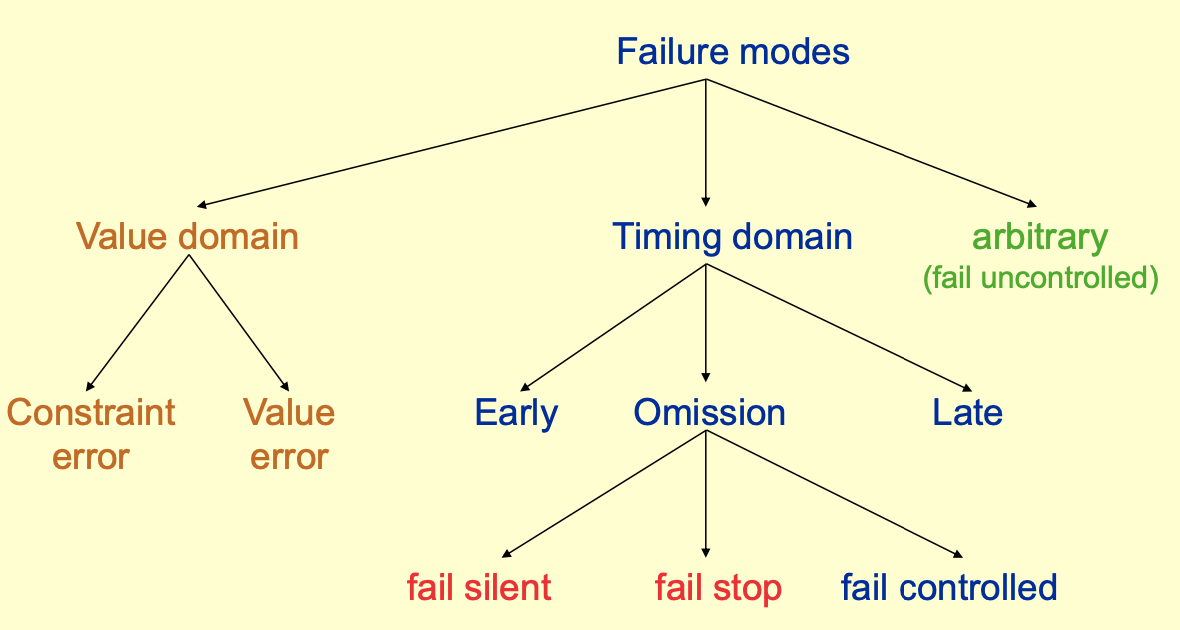 Failure modes
Value domain
Timing domain
arbitrary
(fail uncontrolled)
Constraint
error
Value
error
Early
Omission
Late
fail silent
fail stop
fail controlled